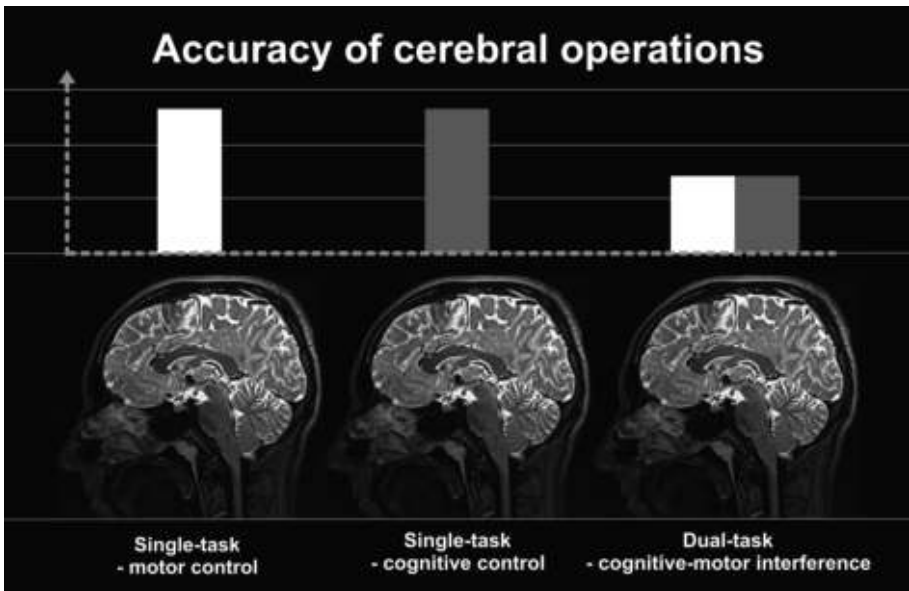 Accuracy of cerebral operations
Single-task
- motor control
Single-task
- cognitive control
Dual-task
- cognitive-motor interference